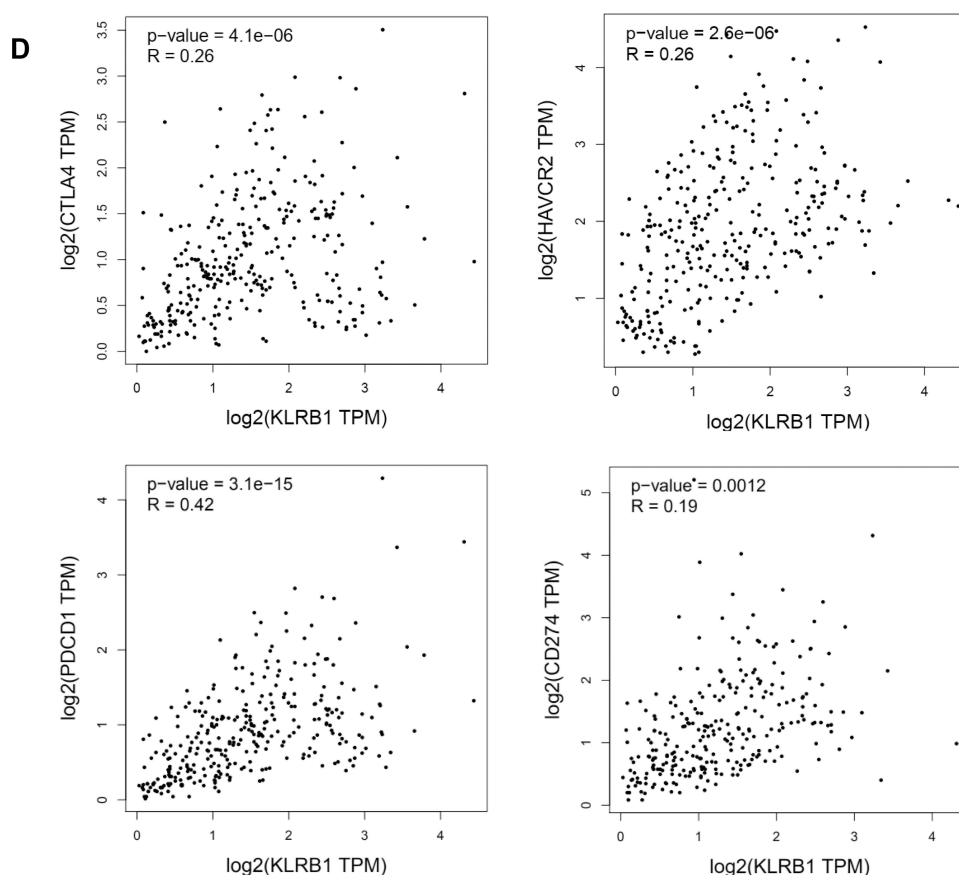 D
p-value = 4.1e−06
R = 0.26
log2(CTLA4 TPM)
0.0
0.5
1.0
1.5
2.0
2.5
3.0
3.5
0
1
2
3
4
log2(KLRB1 TPM)
p-value = 2.6e−06
R = 0.26
log2(HAVCR2 TPM)
1
2
3
4
0
1
2
3
4
log2(KLRB1 TPM)
p-value = 3.1e−15
R = 0.42
log2(PDCD1 TPM)
0
1
2
3
4
0
1
2
3
4
log2(KLRB1 TPM)
p-value = 0.0012
R = 0.19
log2(CD274 TPM)
0
1
2
3
4
5
0
1
2
3
4
log2(KLRB1 TPM)